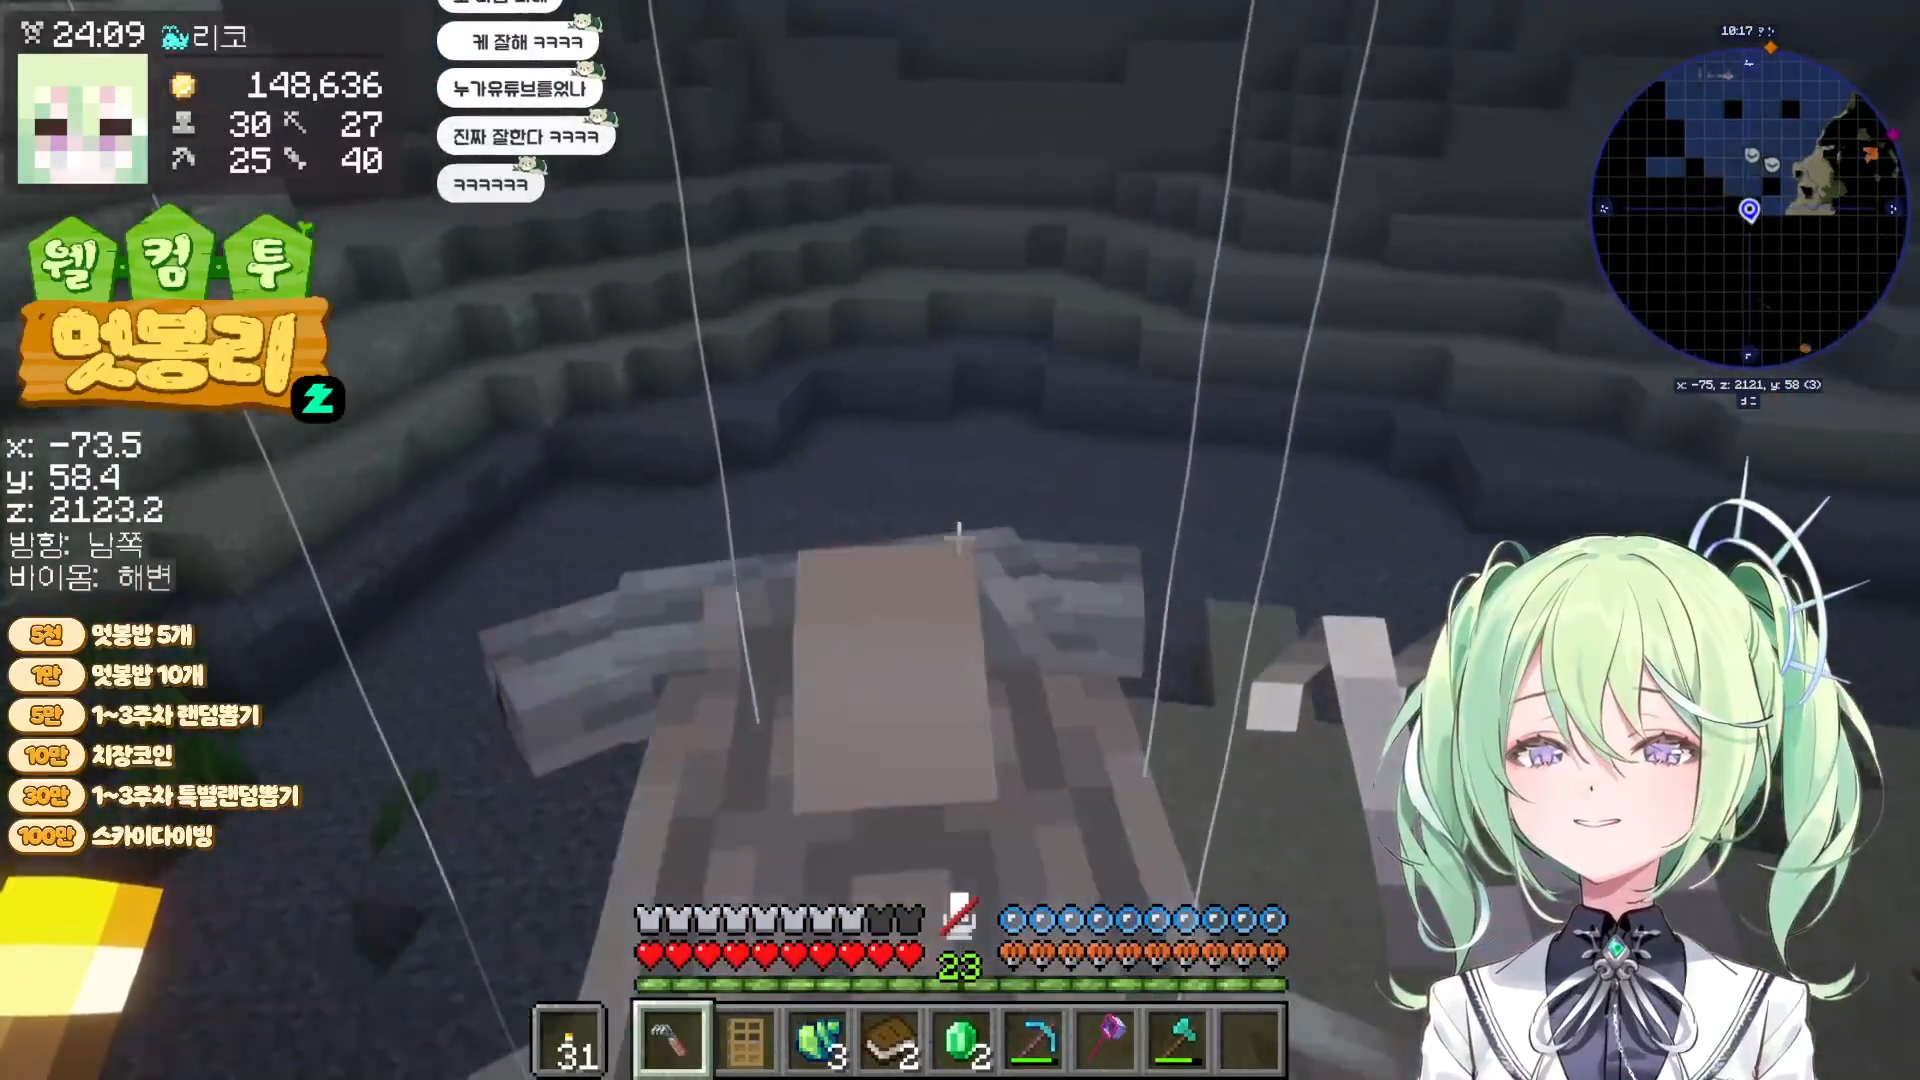 24:09 리코
148,636
30 27
25 40
케 잘해 ㅋㅋㅋㅋ
누가유튜브틀었나
진짜 잘한다 ㅋㅋㅋㅋ
ㅋㅋㅋㅋㅋㅋ
웰컴투
멋봉리
Z
x: -73.5
y: 58.4
z: 2123.2
방향: 남쪽
바이옴: 해변
5천 멋봉밥 5개
1만 멋봉밥 10개
5만 1~3주차 랜덤뽑기
10만 치장코인
30만 1~3주차 특별랜덤뽑기
100만 스카이다이빙
10:17
x: -75, z: 2121, y: 58 (3)
23
31
3
2
2